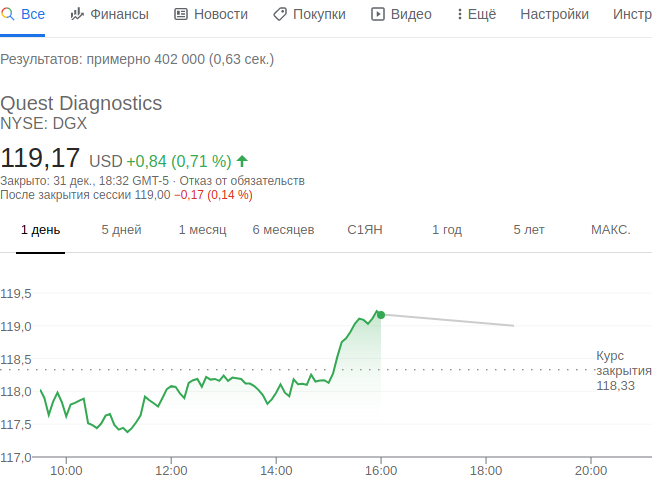 Все Финансы Новости Покупки Видео Ещё Настройки Инстр
Результатов: примерно 402 000 (0,63 сек.)
Quest Diagnostics
NYSE: DGX
119,17 USD +0,84 (0,71 %)
Закрыто: 31 дек., 18:32 GMT-5 · Отказ от обязательств
После закрытия сессии 119,00 −0,17 (0,14 %)
1 день 5 дней 1 месяц 6 месяцев С1ЯН 1 год 5 лет МАКС.
119,5
119,0
118,5
Курс
закрытия
118,33
118,0
117,5
117,0
10:00 12:00 14:00 16:00 18:00 20:00